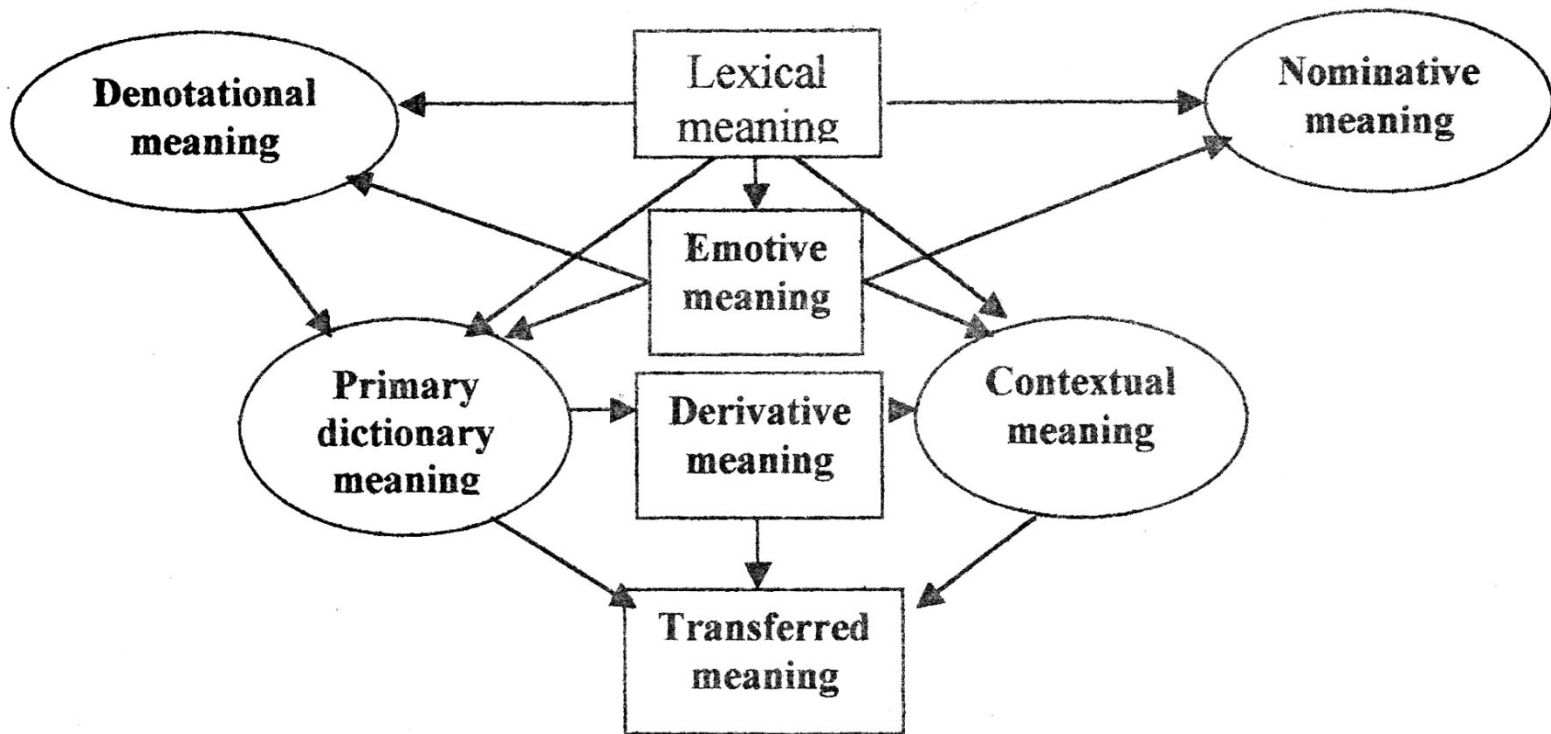 Denotational
meaning
Lexical
meaning
Nominative
meaning
Emotive
meaning
Primary
dictionary
meaning
Derivative
meaning
Contextual
meaning
Transferred
meaning